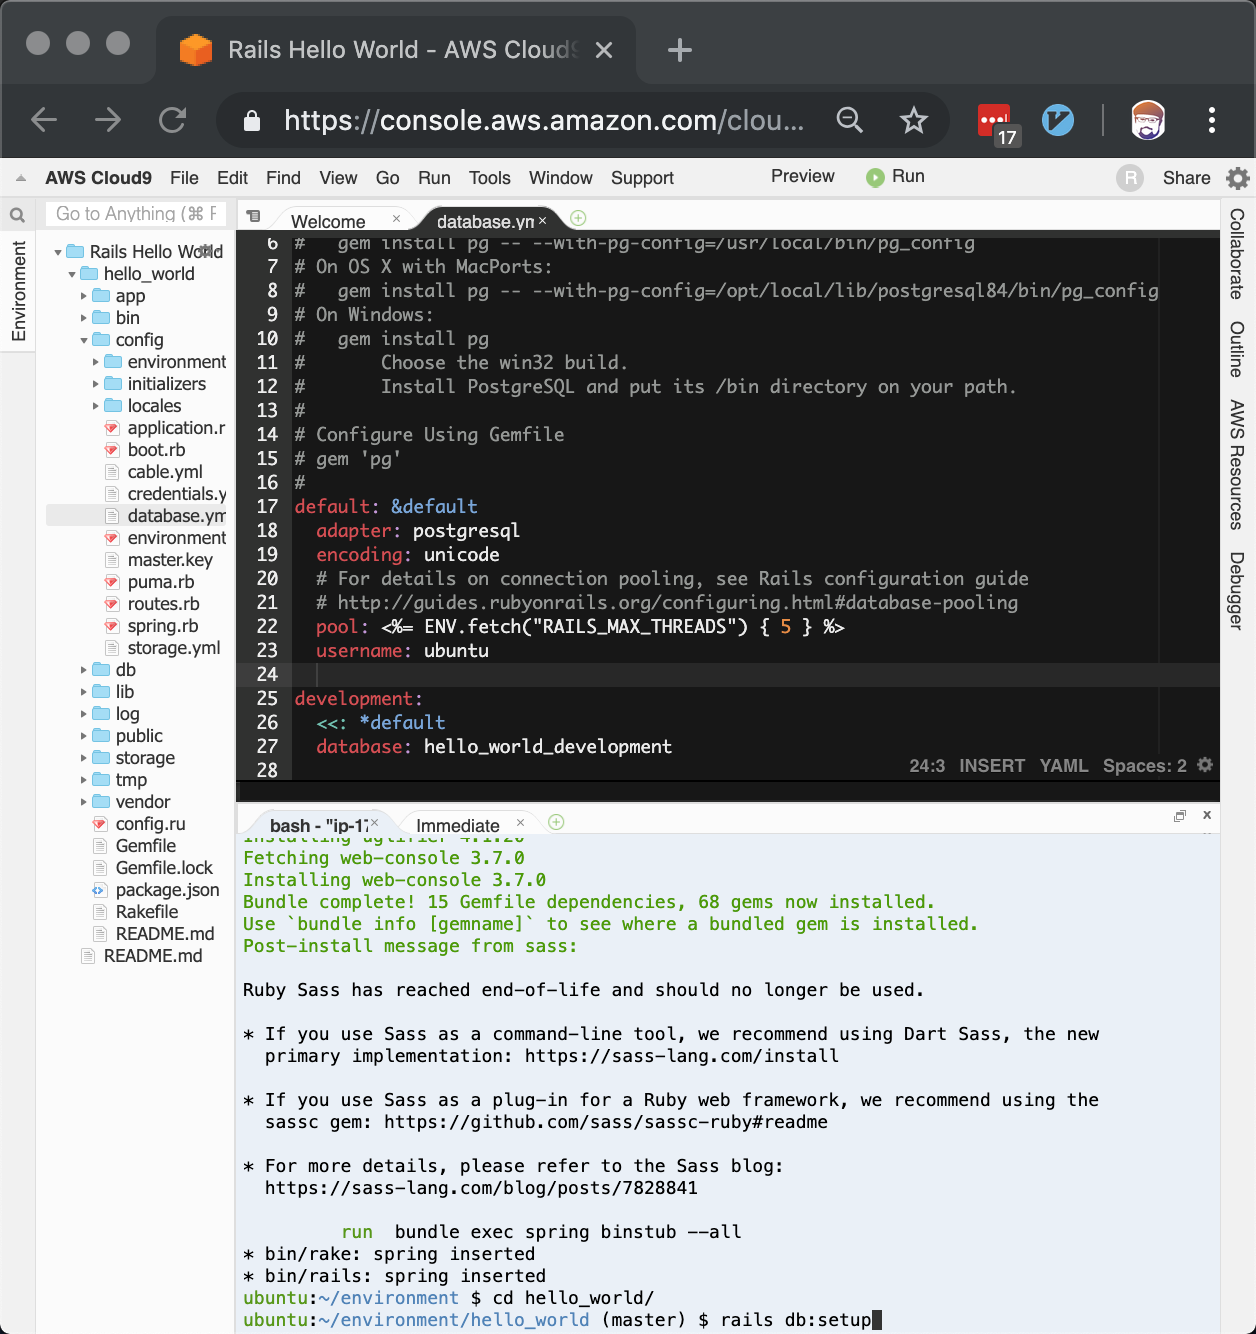 Rails Hello World - AWS Cloud9
https://console.aws.amazon.com/clou...
17
AWS Cloud9 File Edit Find View Go Run Tools Window Support Preview Run R Share
Go to Anything (⌘ P
Environment
Rails Hello World
hello_world
app
bin
config
environment
initializers
locales
application.r
boot.rb
cable.yml
credentials.y
database.ym
environment
master.key
puma.rb
routes.rb
spring.rb
storage.yml
db
lib
log
public
storage
tmp
vendor
config.ru
Gemfile
Gemfile.lock
package.json
Rakefile
README.md
README.md
Welcome
database.ym
6 #   gem install pg -- --with-pg-config=/usr/local/bin/pg_config
7 # On OS X with MacPorts:
8 #   gem install pg -- --with-pg-config=/opt/local/lib/postgresql84/bin/pg_config
9 # On Windows:
10 #   gem install pg
11 #       Choose the win32 build.
12 #       Install PostgreSQL and put its /bin directory on your path.
13 #
14 # Configure Using Gemfile
15 # gem 'pg'
16 #
17 default: &default
18   adapter: postgresql
19   encoding: unicode
20   # For details on connection pooling, see Rails configuration guide
21   # http://guides.rubyonrails.org/configuring.html#database-pooling
22   pool: <%= ENV.fetch("RAILS_MAX_THREADS") { 5 } %>
23   username: ubuntu
24
25 development:
26   <<: *default
27   database: hello_world_development
28
24:3 INSERT YAML Spaces: 2
Collaborate
Outline
AWS Resources
Debugger
bash - "ip-17
Immediate
Installing uglifier 4.1.20
Fetching web-console 3.7.0
Installing web-console 3.7.0
Bundle complete! 15 Gemfile dependencies, 68 gems now installed.
Use `bundle info [gemname]` to see where a bundled gem is installed.
Post-install message from sass:
Ruby Sass has reached end-of-life and should no longer be used.
* If you use Sass as a command-line tool, we recommend using Dart Sass, the new
primary implementation: https://sass-lang.com/install
* If you use Sass as a plug-in for a Ruby web framework, we recommend using the
sassc gem: https://github.com/sass/sassc-ruby#readme
* For more details, please refer to the Sass blog:
https://sass-lang.com/blog/posts/7828841
run  bundle exec spring binstub --all
* bin/rake: spring inserted
* bin/rails: spring inserted
ubuntu:~/environment $ cd hello_world/
ubuntu:~/environment/hello_world (master) $ rails db:setup